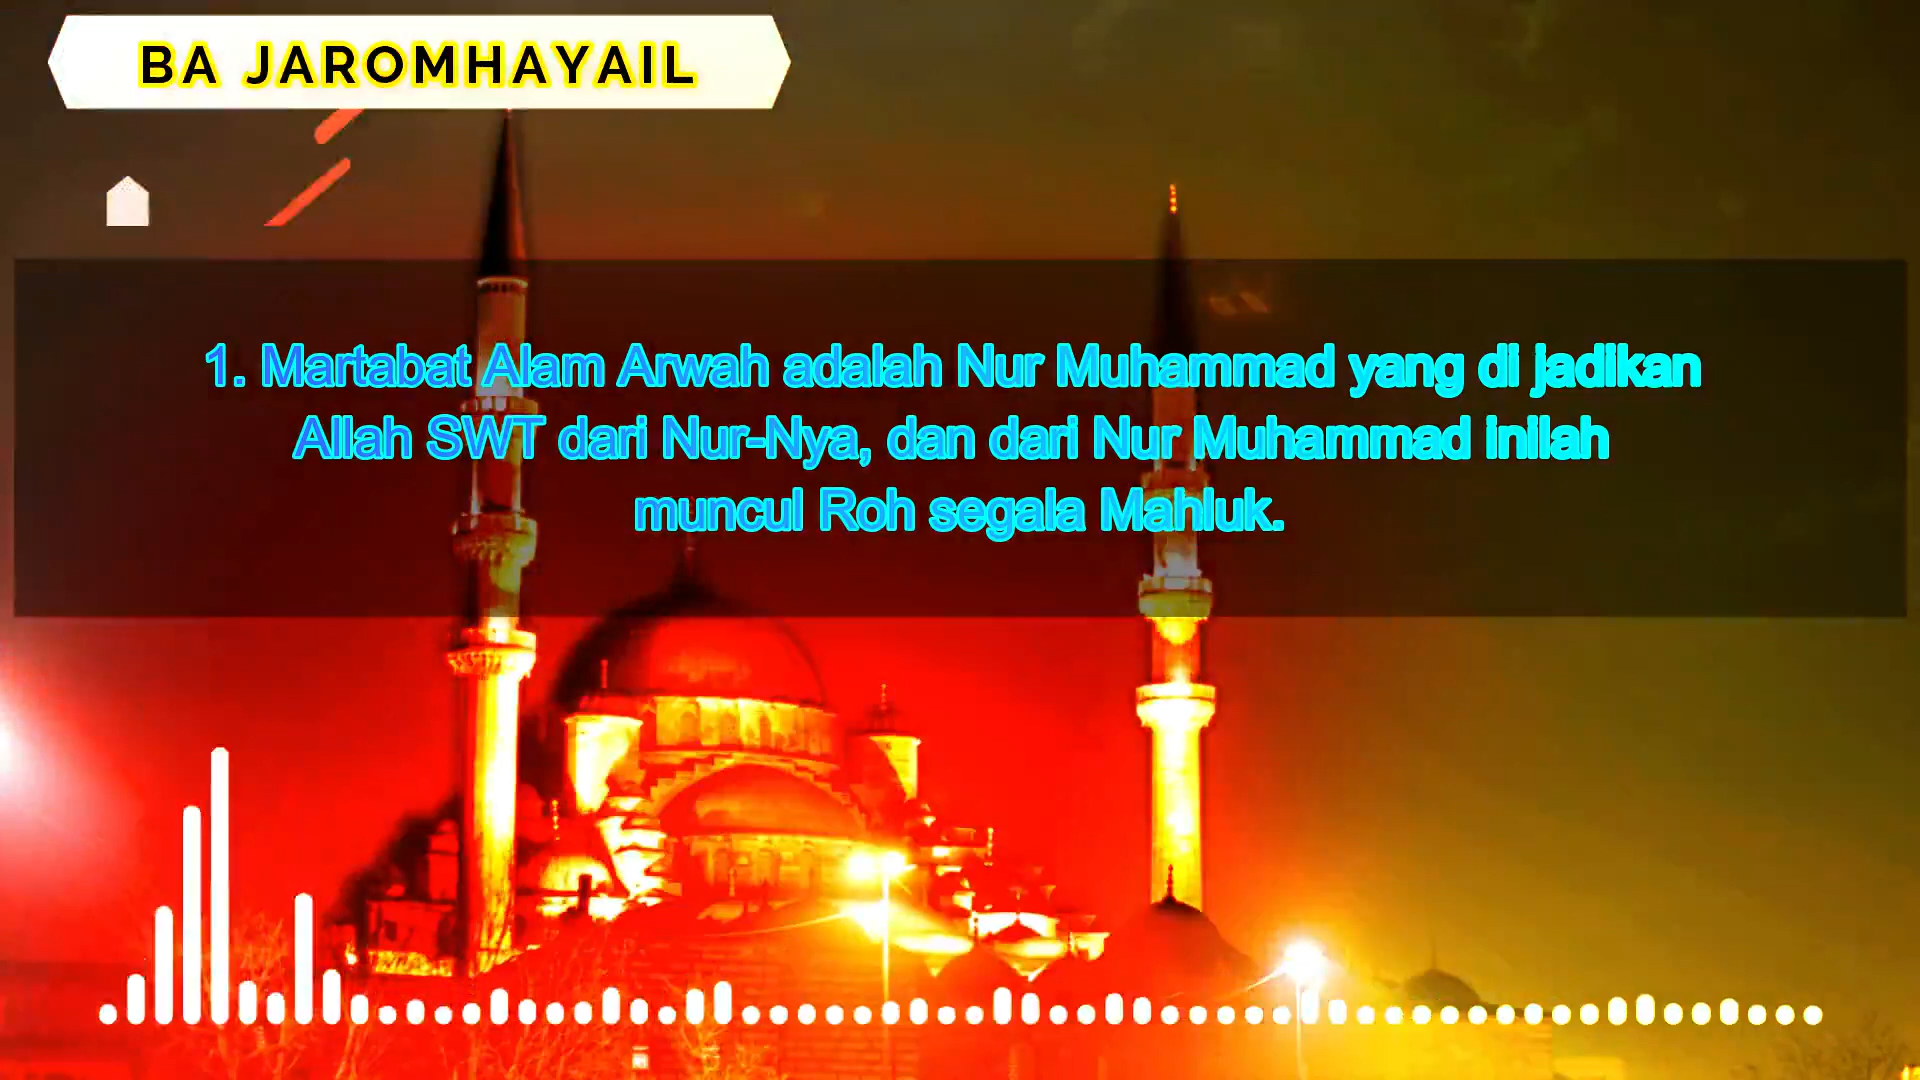 BA JAROMHAYAIL
1. Martabat Alam Arwah adalah Nur Muhammad yang di jadikan
Allah SWT dari Nur-Nya, dan dari Nur Muhammad inilah
muncul Roh segala Mahluk.